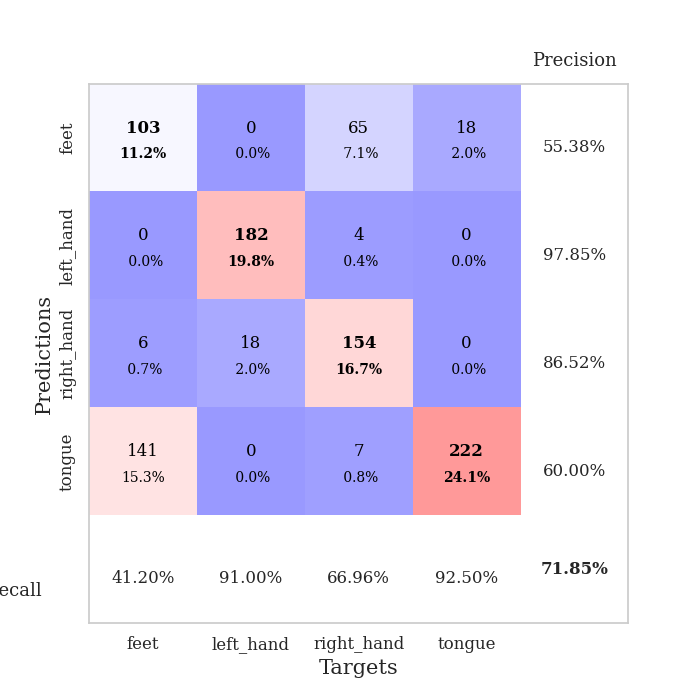 Precision
feet 103 0 65 18 55.38%
11.2% 0.0% 7.1% 2.0%
left_hand 0 182 4 0 97.85%
0.0% 19.8% 0.4% 0.0%
right_hand 6 18 154 0 86.52%
0.7% 2.0% 16.7% 0.0%
tongue 141 0 7 222 60.00%
15.3% 0.0% 0.8% 24.1%
Predictions
ecall 41.20% 91.00% 66.96% 92.50% 71.85%
feet left_hand right_hand tongue
Targets